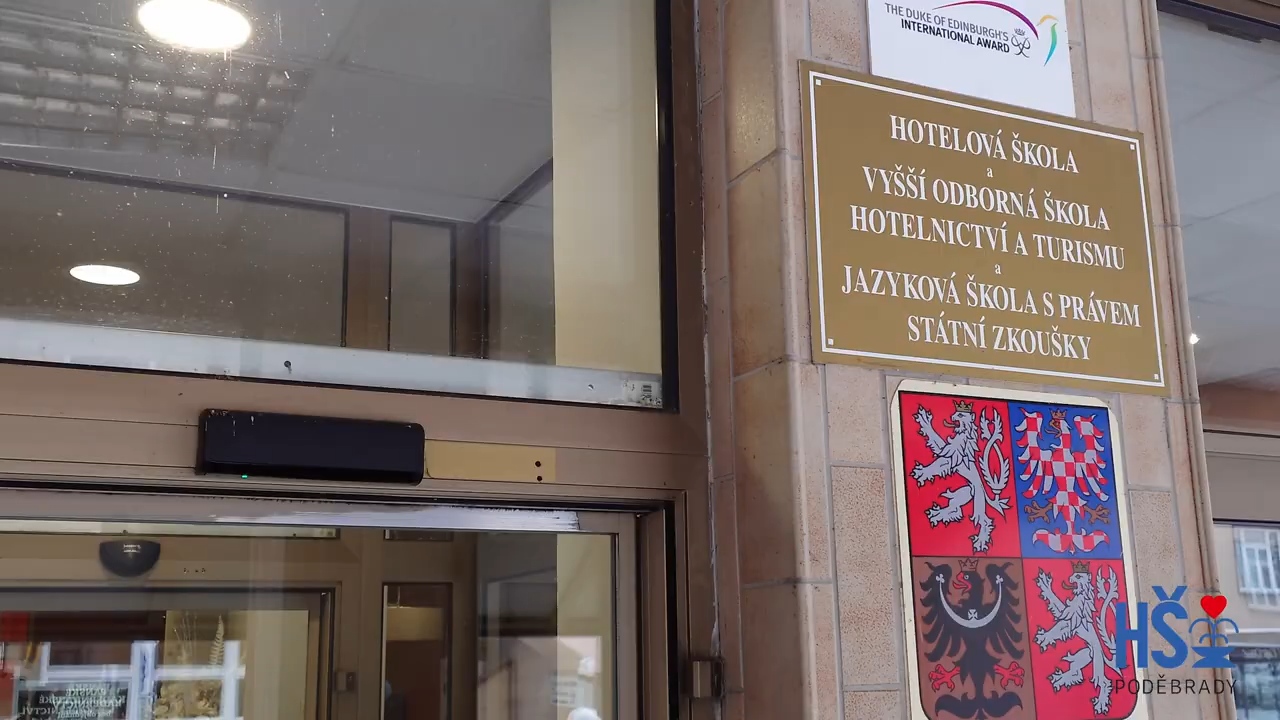 THE DUKE OF EDINBURGH'S
INTERNATIONAL AWARD
HOTELOVÁ ŠKOLA
a
VYŠŠÍ ODBORNÁ ŠKOLA
HOTELNICTVÍ A TURISMU
a
JAZYKOVÁ ŠKOLA S PRÁVEM
STÁTNÍ ZKOUŠKY
HŠ
PODĚBRADY